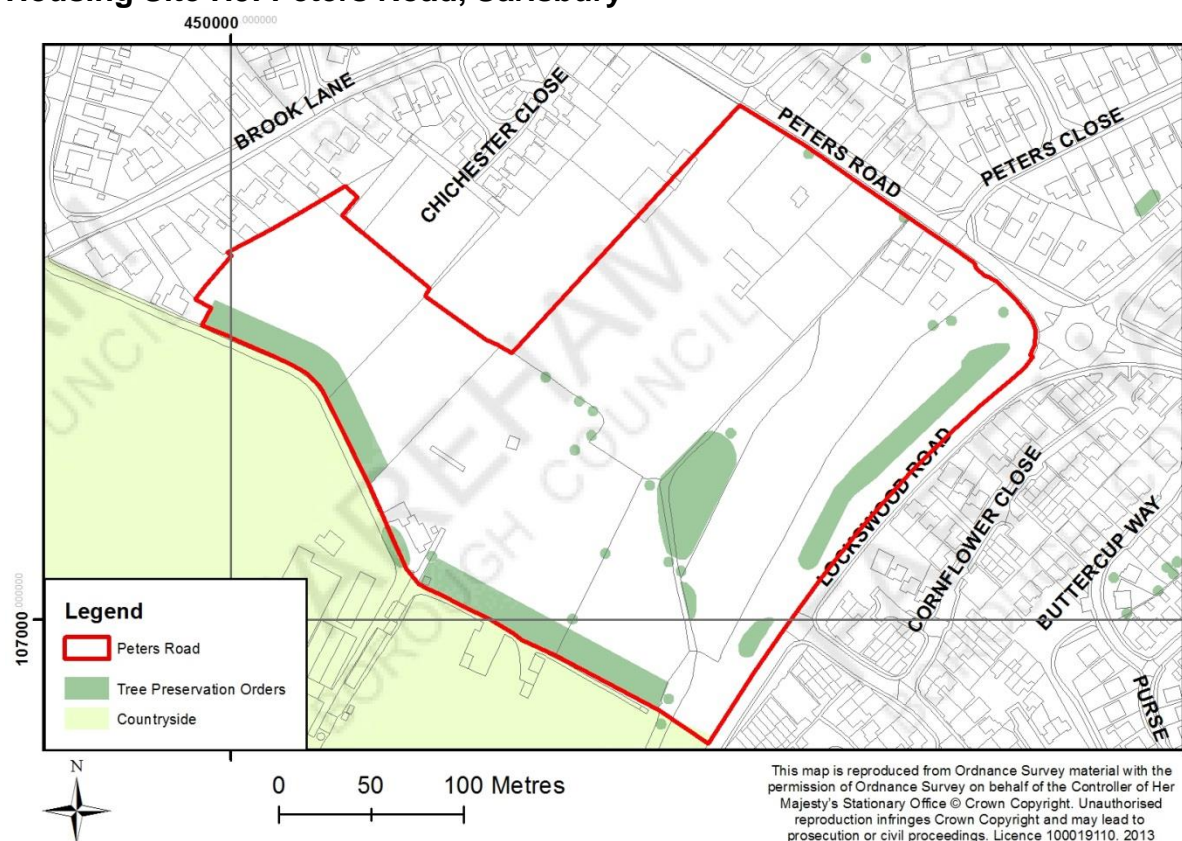 Housing Site Peters Road, Sarisbury
450000 .000000
BROOK LANE
CHICHESTER CLOSE
PETERS ROAD
PETERS CLOSE
FAREHAM
BOROUGH COUNCIL
LOCKSWOOD ROAD
CORNFLOWER CLOSE
BUTTERCUP WAY
PURSE
107000 .000000
Legend
Peters Road
Tree Preservation Orders
Countryside
N
0 50 100 Metres
This map is reproduced from Ordnance Survey material with the
permission of Ordnance Survey on behalf of the Controller of Her
Majesty's Stationary Office © Crown Copyright. Unauthorised
reproduction infringes Crown Copyright and may lead to
prosecution or civil proceedings. Licence 100019110. 2013